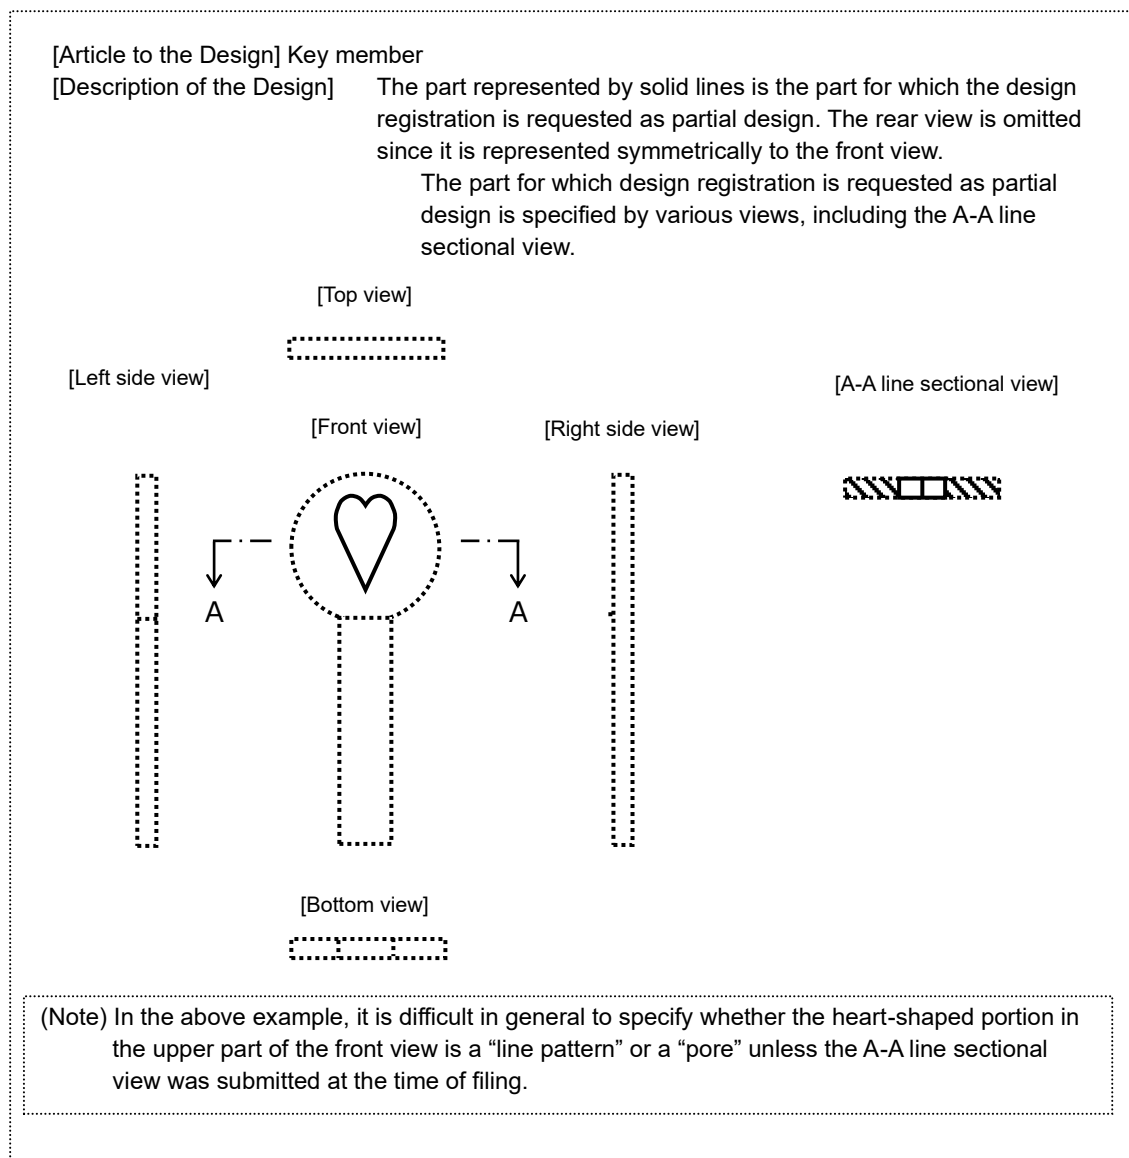 [Article to the Design] Key member
[Description of the Design] The part represented by solid lines is the part for which the design
registration is requested as partial design. The rear view is omitted
since it is represented symmetrically to the front view.
The part for which design registration is requested as partial
design is specified by various views, including the A-A line
sectional view.
[Top view]
[Left side view]
[A-A line sectional view]
[Front view]
[Right side view]
A
A
[Bottom view]
(Note) In the above example, it is difficult in general to specify whether the heart-shaped portion in
the upper part of the front view is a “line pattern” or a “pore” unless the A-A line sectional
view was submitted at the time of filing.